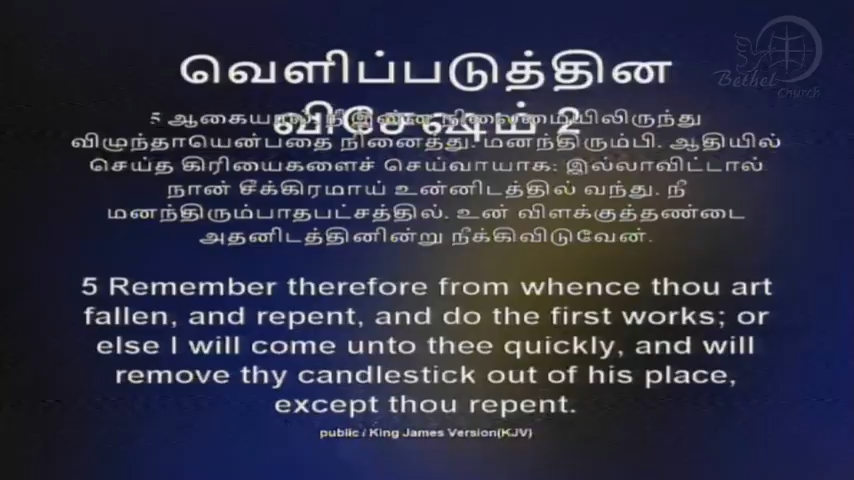 Bethel
Church
வெளிப்படுத்தின
விசேஷம் 2
5 ஆகையால், நீ இன்ன நிலைமையிலிருந்து
விழுந்தாயென்பதை நினைத்து, மனந்திரும்பி, ஆதியில்
செய்த கிரியைகளைச் செய்வாயாக; இல்லாவிட்டால்
நான் சீக்கிரமாய் உன்னிடத்தில் வந்து, நீ
மனந்திரும்பாதபட்சத்தில், உன் விளக்குத்தண்டை
அதனிடத்தினின்று நீக்கிவிடுவேன்.
5 Remember therefore from whence thou art
fallen, and repent, and do the first works; or
else I will come unto thee quickly, and will
remove thy candlestick out of his place,
except thou repent.
public / King James Version(KJV)